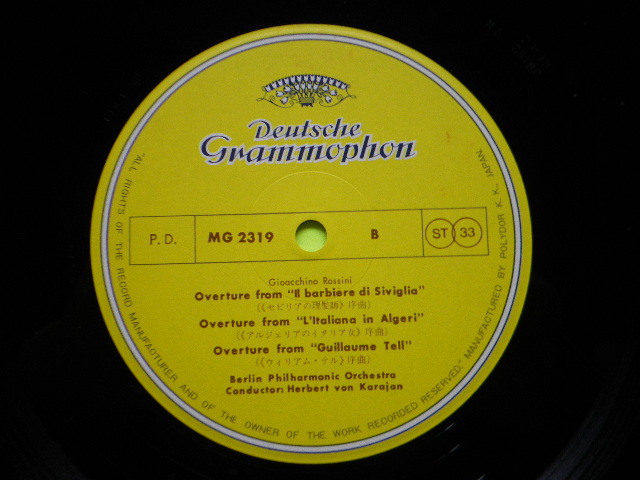 Deutsche
Grammophon
P. D.
MG 2319
B
ST 33
Gioacchino Rossini
Overture from "Il barbiere di Siviglia"
(《セビリアの理髪師》序曲)
Overture from "L'Italiana in Algeri"
(《アルジェリアのイタリア女》序曲)
Overture from "Guillaume Tell"
(《ウィリアム・テル》序曲)
Berlin Philharmonic Orchestra
Conductor: Herbert von Karajan
"ALL RIGHTS OF THE RECORD MANUFACTURER AND OF THE OWNER OF THE WORK RECORDED RESERVED." MANUFACTURED BY POLYDOR K. K., JAPAN